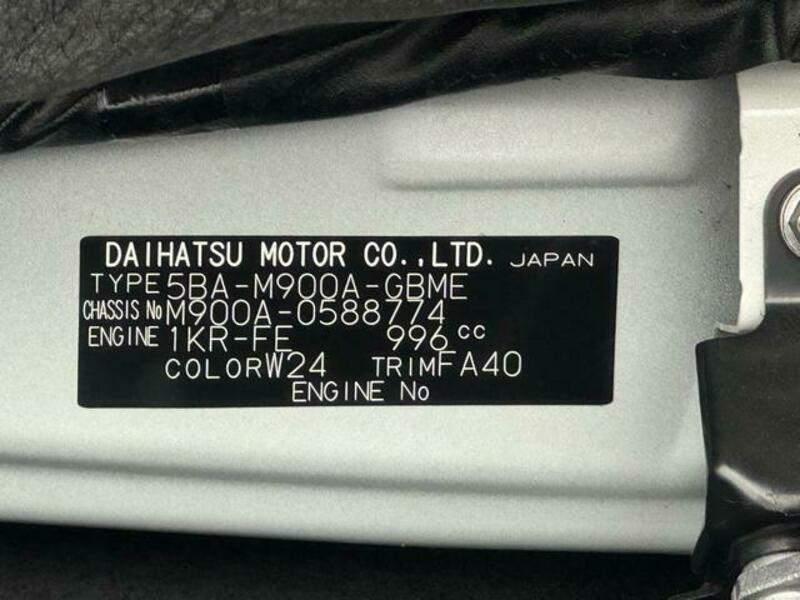 DAIHATSU MOTOR CO.,LTD. JAPAN
TYPE 5BA-M900A-GBME
CHASSIS No M900A-0588774
ENGINE 1KR-FE 996 cc
COLOR W24 TRIM FA40
ENGINE No